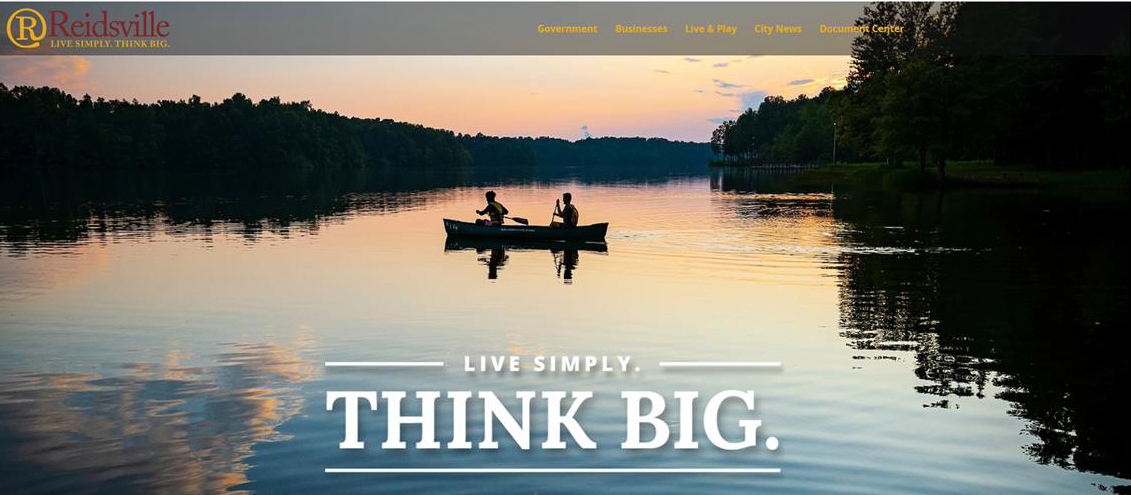 R Reidsville
LIVE SIMPLY. THINK BIG.
Government Businesses Live & Play City News Document Center
LIVE SIMPLY.
THINK BIG.